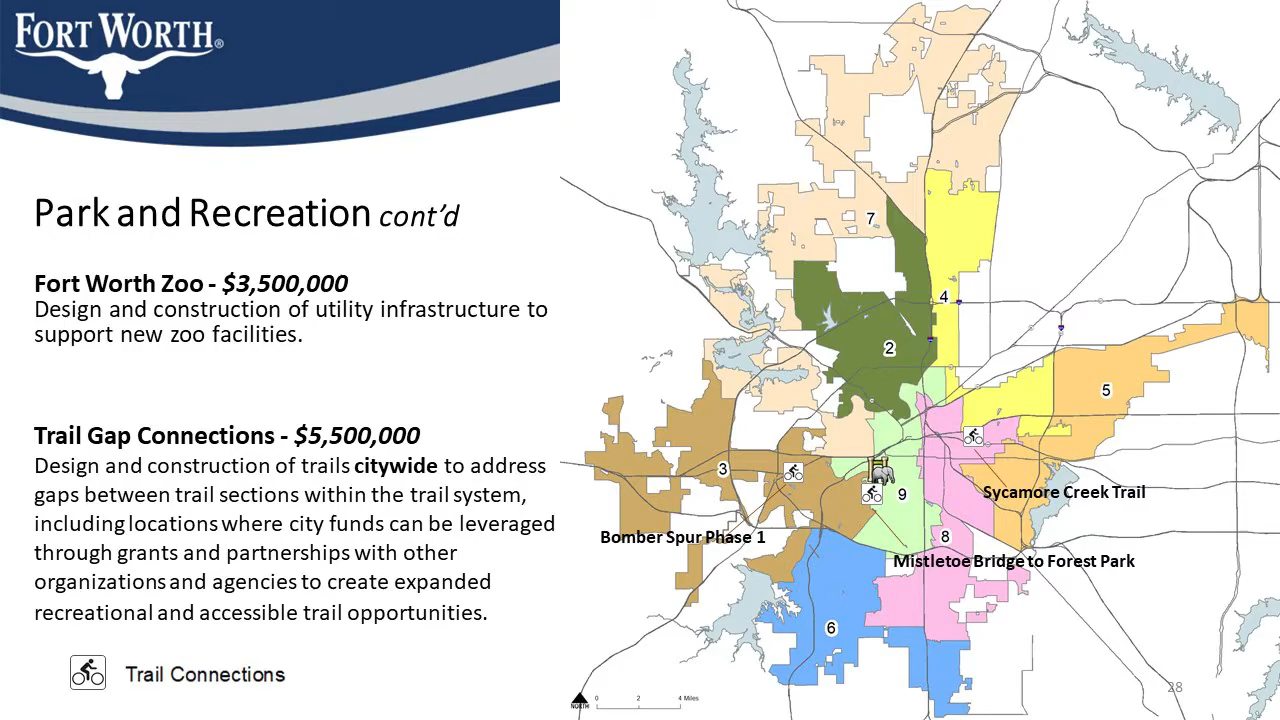 FORT WORTH®
Park and Recreation cont’d
Fort Worth Zoo - $3,500,000
Design and construction of utility infrastructure to
support new zoo facilities.
Trail Gap Connections - $5,500,000
Design and construction of trails citywide to address
gaps between trail sections within the trail system,
including locations where city funds can be leveraged
through grants and partnerships with other
organizations and agencies to create expanded
recreational and accessible trail opportunities.
Trail Connections
7
4
2
5
3
9
Sycamore Creek Trail
Bomber Spur Phase 1
8
Mistletoe Bridge to Forest Park
6
NORTH
0 2 4 Miles
28